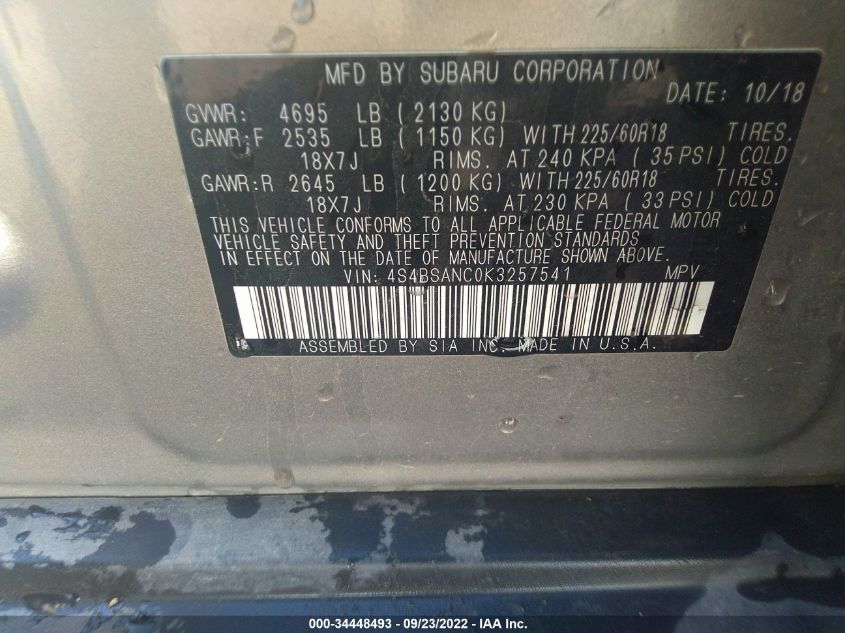 MFD BY SUBARU CORPORATION
DATE: 10/18
GVWR: 4695 LB ( 2130 KG)
GAWR:F 2535 LB ( 1150 KG) WITH 225/60R18 TIRES.
18X7J RIMS. AT 240 KPA ( 35 PSI) COLD
GAWR:R 2645 LB ( 1200 KG) WITH 225/60R18 TIRES.
18X7J RIMS. AT 230 KPA ( 33 PSI) COLD
THIS VEHICLE CONFORMS TO ALL APPLICABLE FEDERAL MOTOR
VEHICLE SAFETY AND THEFT PREVENTION STANDARDS
IN EFFECT ON THE DATE OF MANUFACTURE SHOWN ABOVE.
VIN: 4S4BSANC0K3257541 MPV
ASSEMBLED BY SIA INC. MADE IN U.S.A.
000-34448493 - 09/23/2022 - IAA Inc.